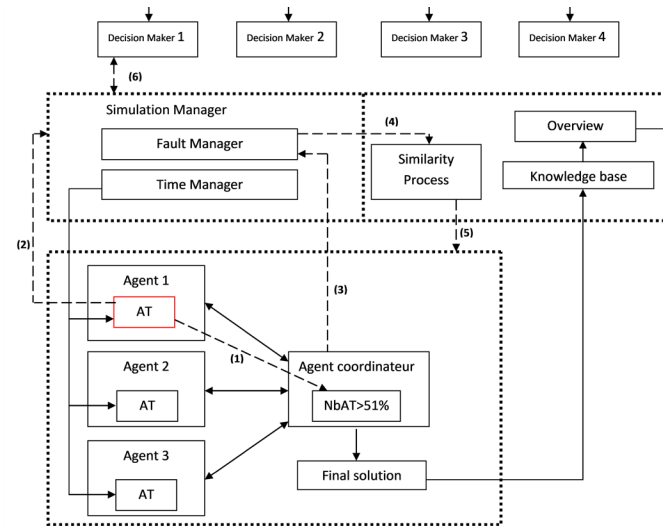 Decision Maker 1
Decision Maker 2
Decision Maker 3
Decision Maker 4
(6)
Simulation Manager
(4)
Fault Manager
Overview
Similarity
Process
Time Manager
Knowledge base
(2)
(5)
Agent 1
(3)
AT
(1)
Agent 2
Agent coordinateur
AT
NbAT>51%
Agent 3
Final solution
AT